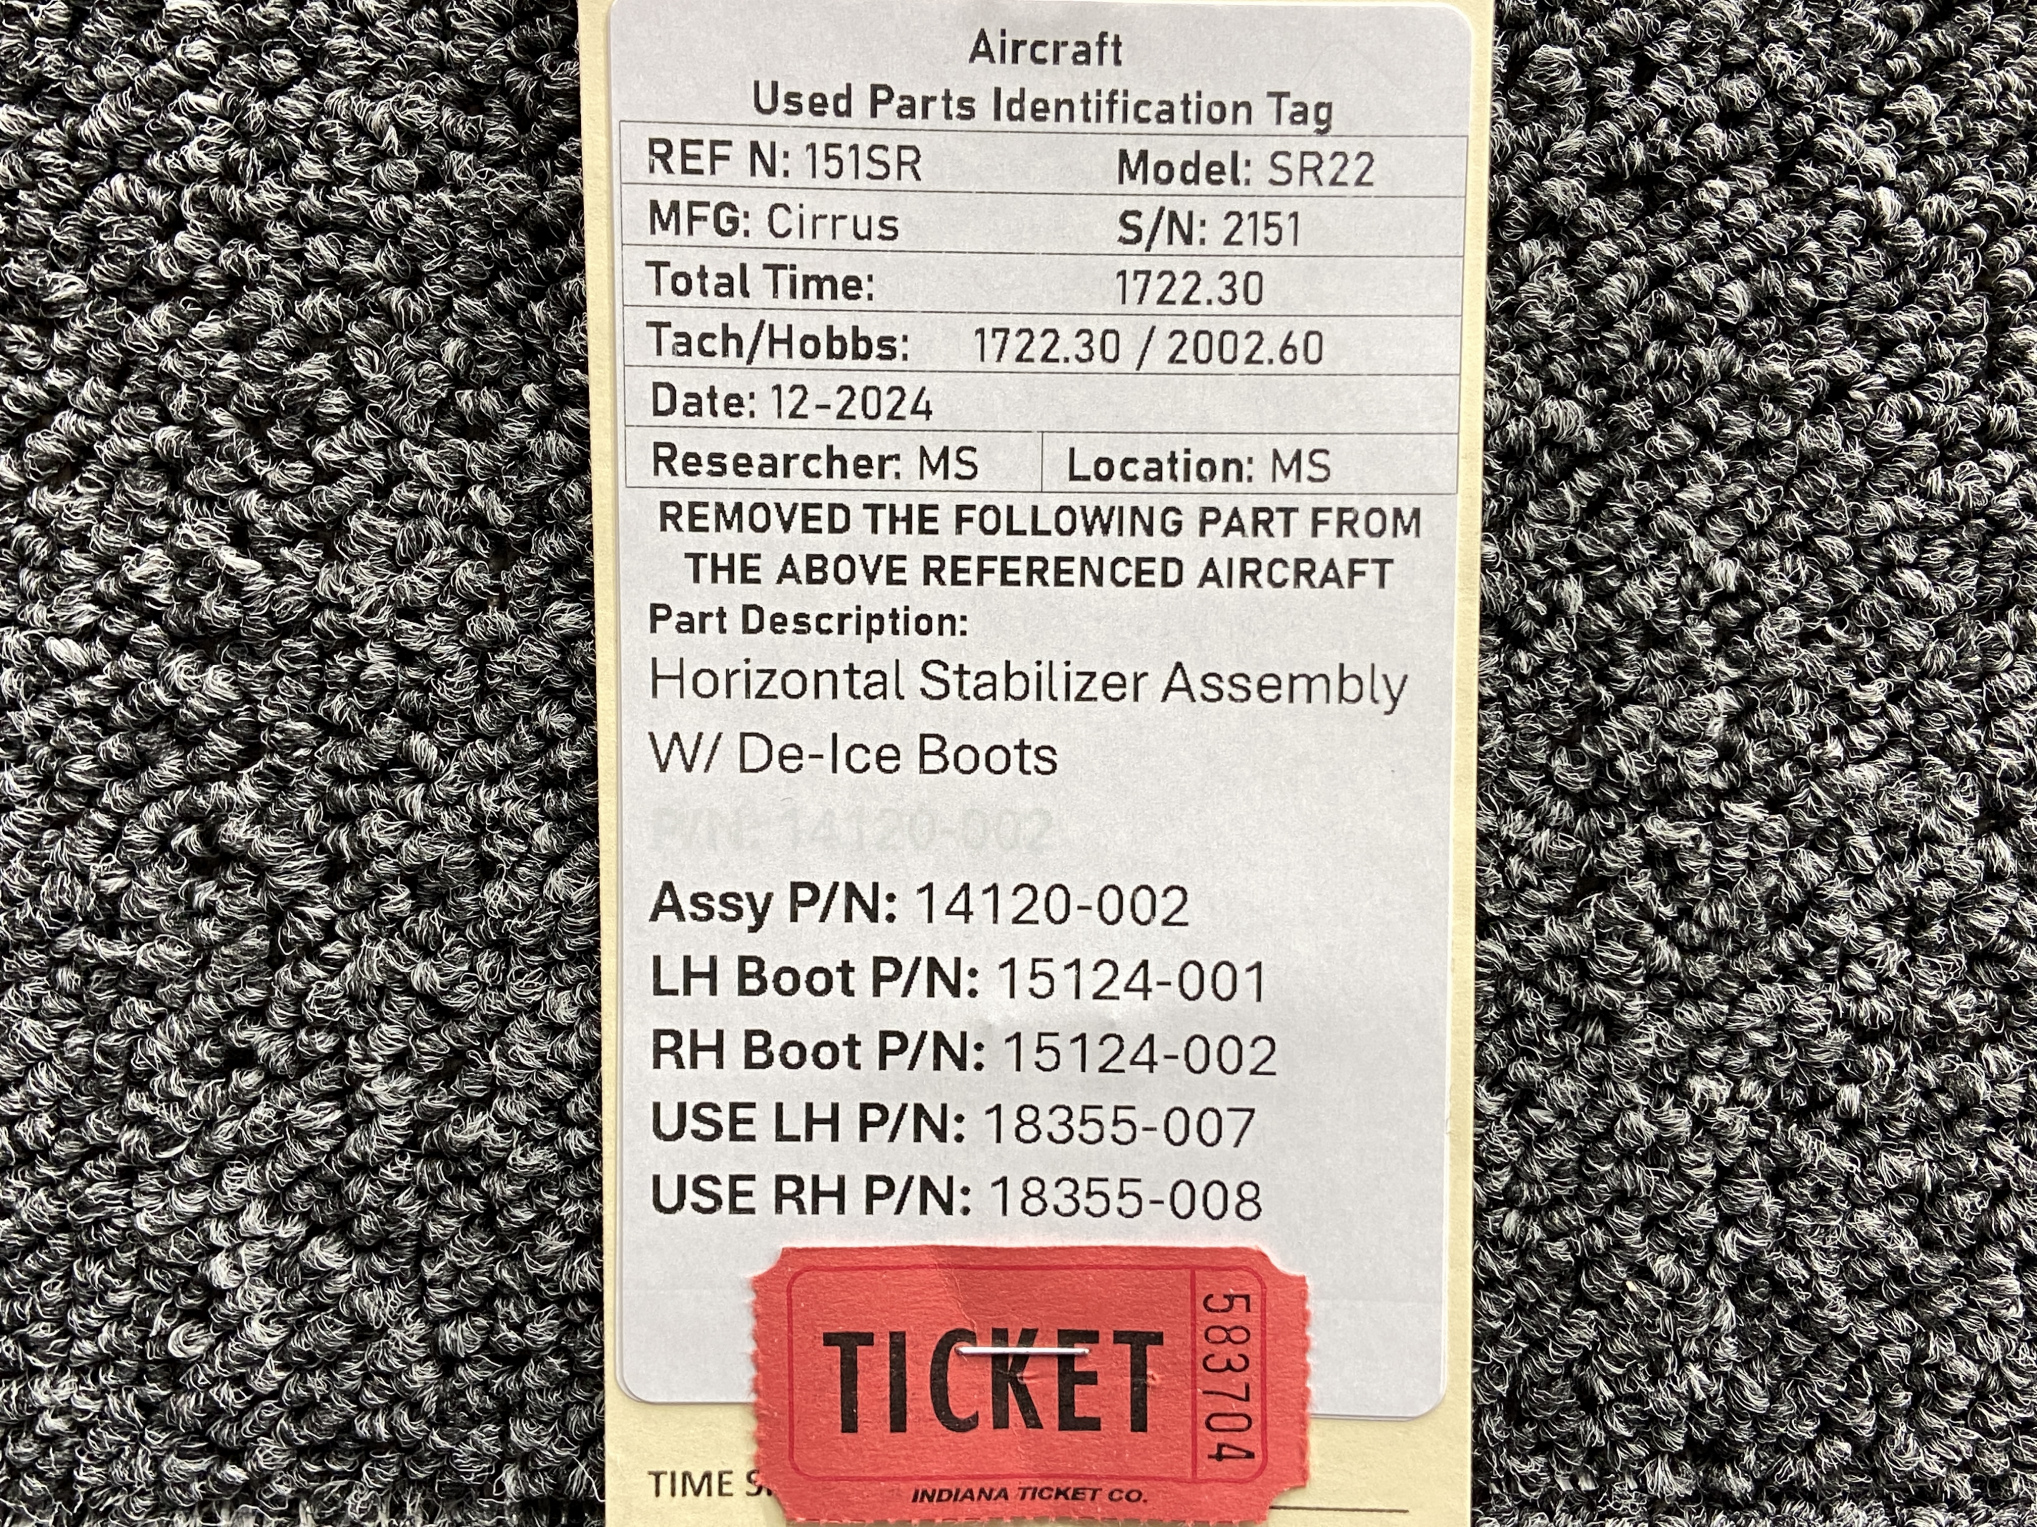 Aircraft
Used Parts Identification Tag
REF N: 151SR Model: SR22
MFG: Cirrus S/N: 2151
Total Time: 1722.30
Tach/Hobbs: 1722.30 / 2002.60
Date: 12-2024
Researcher: MS Location: MS
REMOVED THE FOLLOWING PART FROM
THE ABOVE REFERENCED AIRCRAFT
Part Description:
Horizontal Stabilizer Assembly
W/ De-Ice Boots
P/N: 14120-002
Assy P/N: 14120-002
LH Boot P/N: 15124-001
RH Boot P/N: 15124-002
USE LH P/N: 18355-007
USE RH P/N: 18355-008
TICKET
583704
INDIANA TICKET CO.
TIME